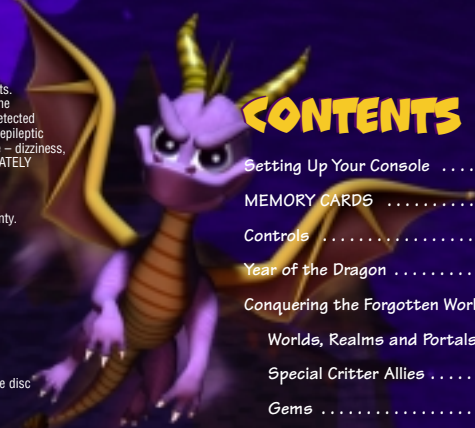 ts.
ne
etected
epileptic
– dizziness,
ATELY
nty.
e disc
CONTENTS
Setting Up Your Console ....
MEMORY CARDS ..........
Controls ..................
Year of the Dragon .........
Conquering the Forgotten Worl
Worlds, Realms and Portals
Special Critter Allies .....
Gems .................